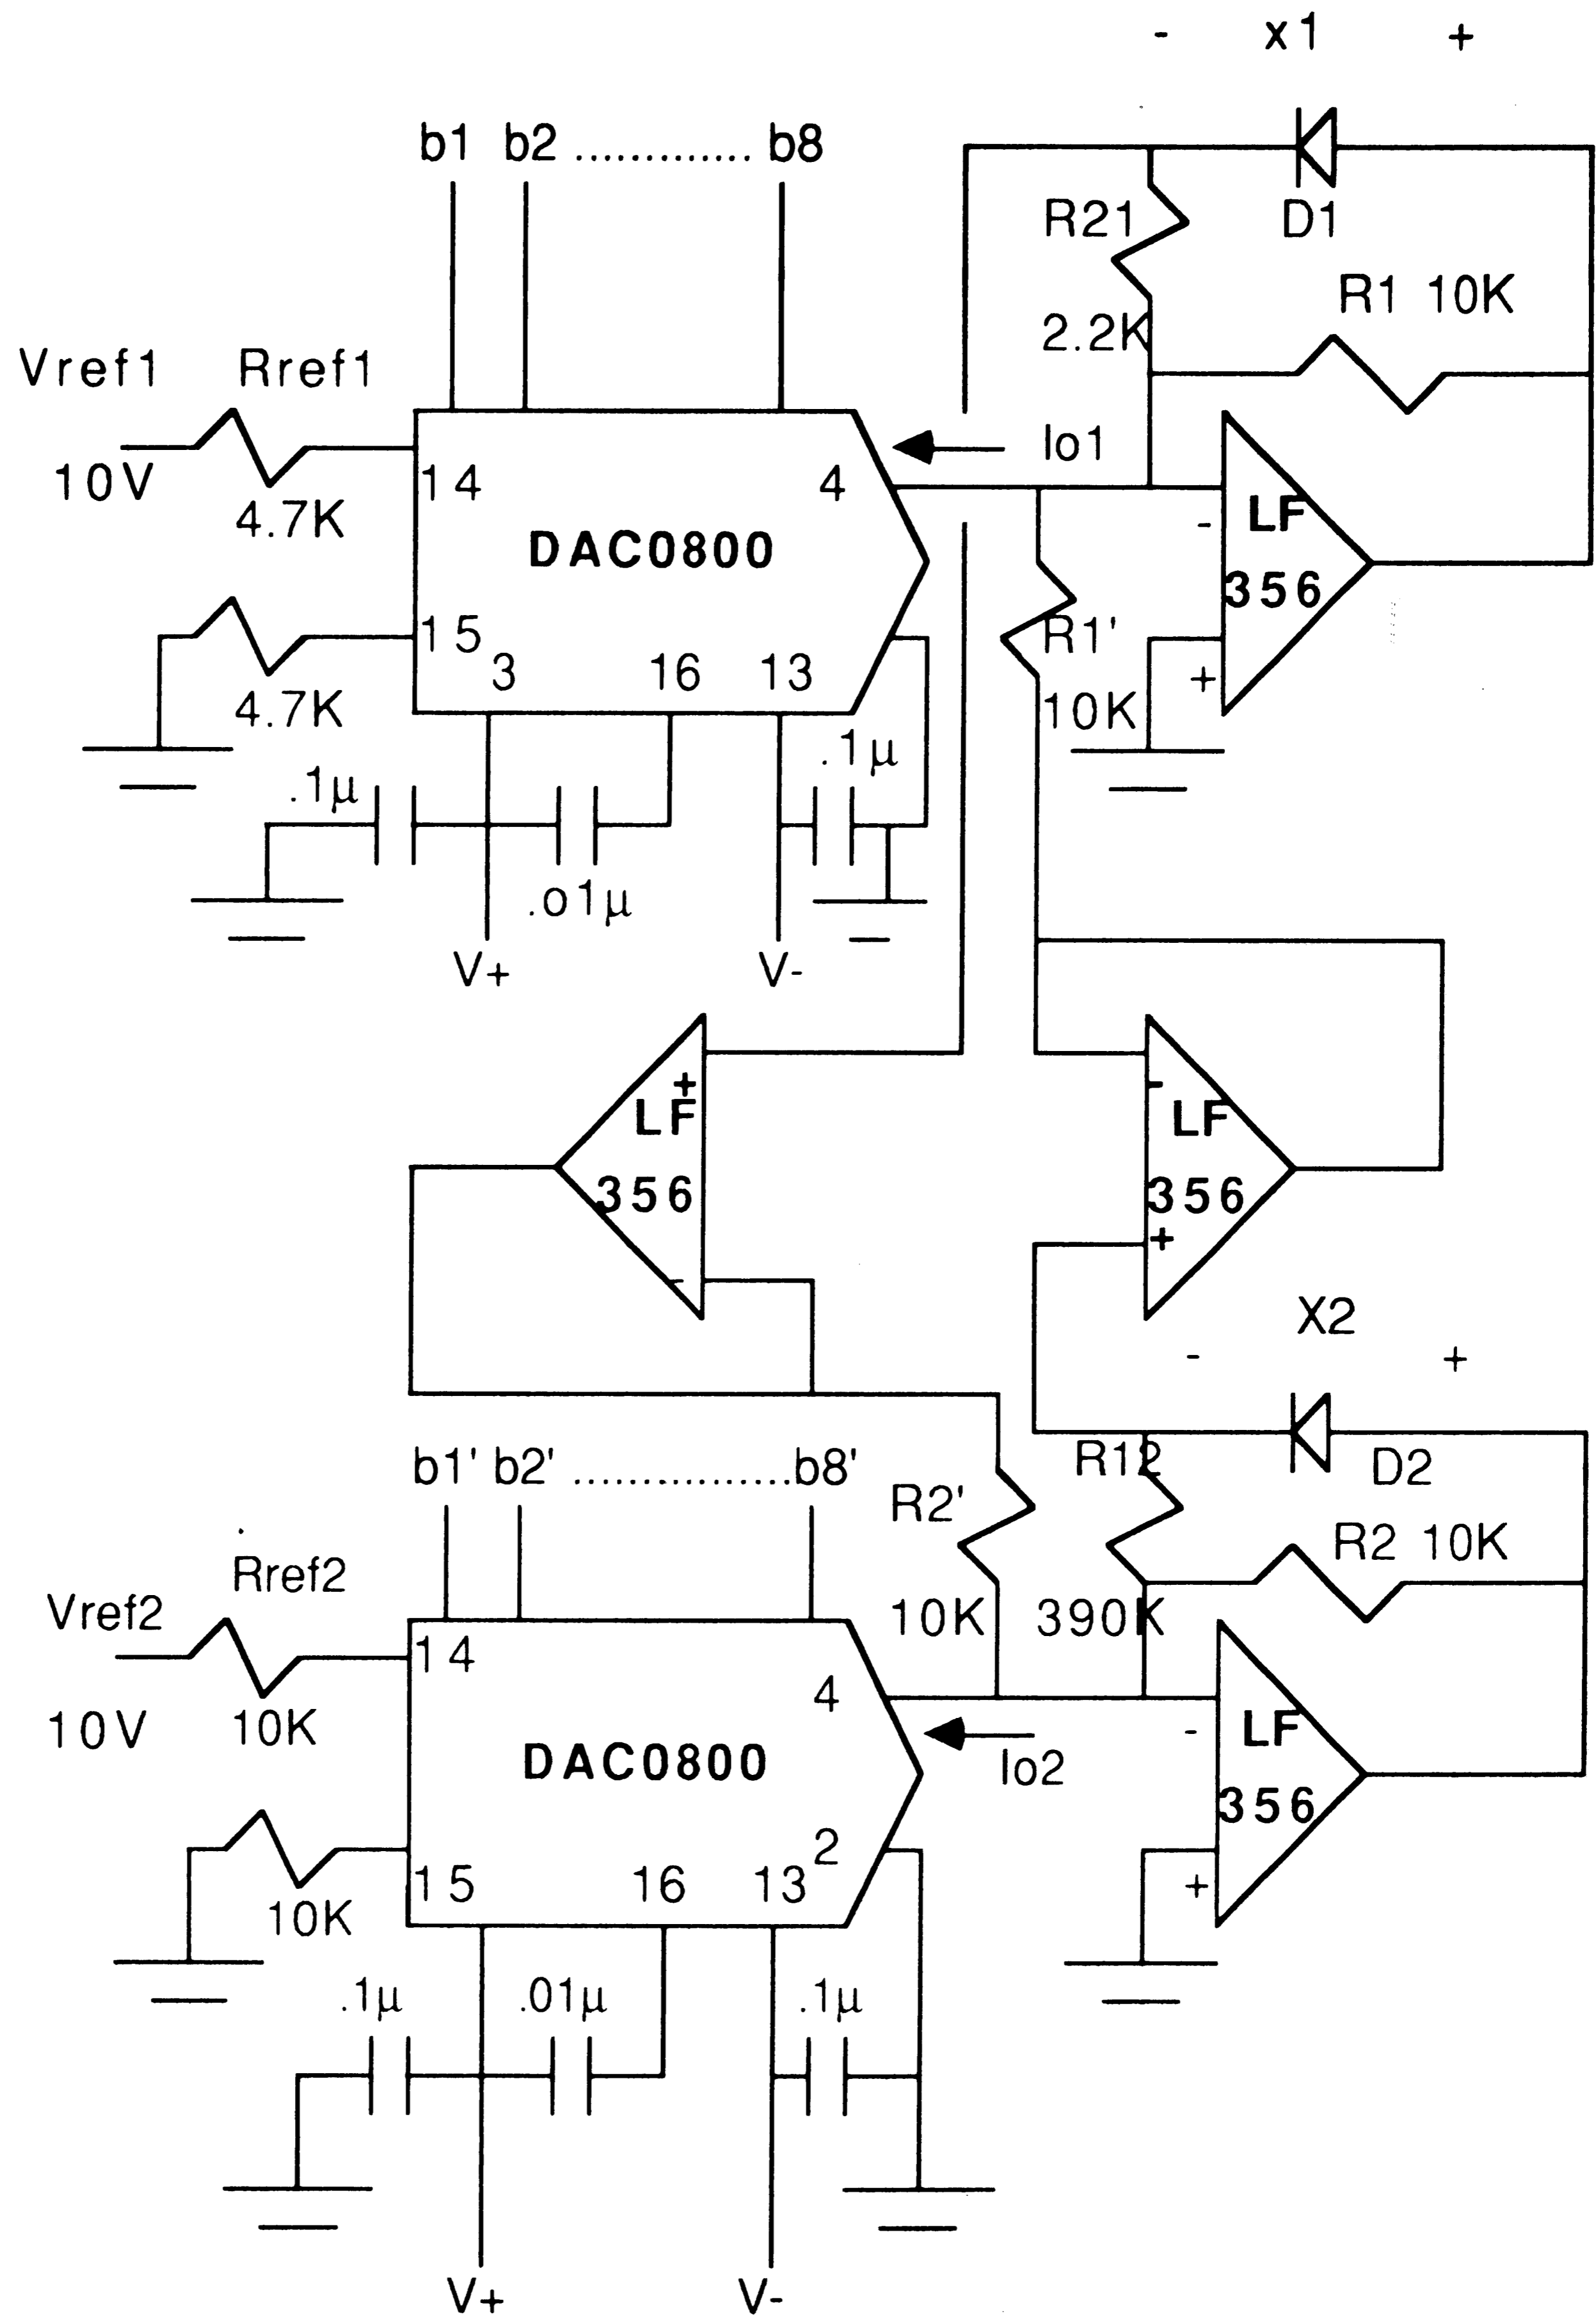 - x1 +
b1 b2 ............. b8
R21
D1
R1 10K
2.2K
Vref1 Rref1
10V
4.7K
14
4
Io1
DAC0800
-
LF
356
+
15
3
16
13
4.7K
R1'
10K
.1µ
.o1µ
.1µ
V+
V-
+
LF
356
-
-
LF
356
+
X2
- +
b1' b2' ................b8'
R12
D2
R2'
R2 10K
10K
390K
Vref2 Rref2
10V
10K
14
4
Io2
DAC0800
-
LF
356
+
2
15
16
13
10K
.1µ
.01µ
.1µ
V+
V-